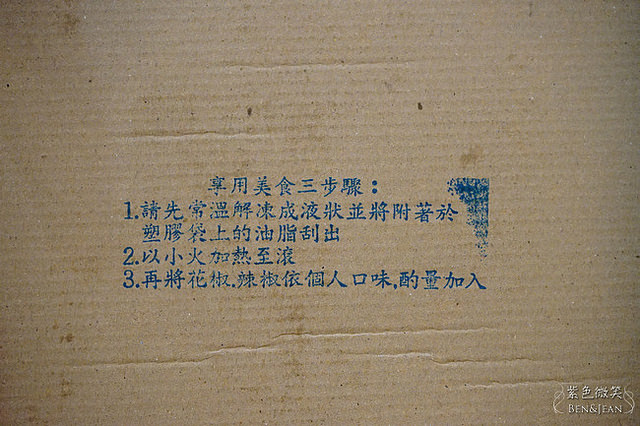 享用美食三步驟：
1.請先常溫解凍成液狀並將附著於
塑膠袋上的油脂刮出
2.以小火加熱至滾
3.再將花椒.辣椒依個人口味,酌量加入
紫色微笑
BEN&JEAN